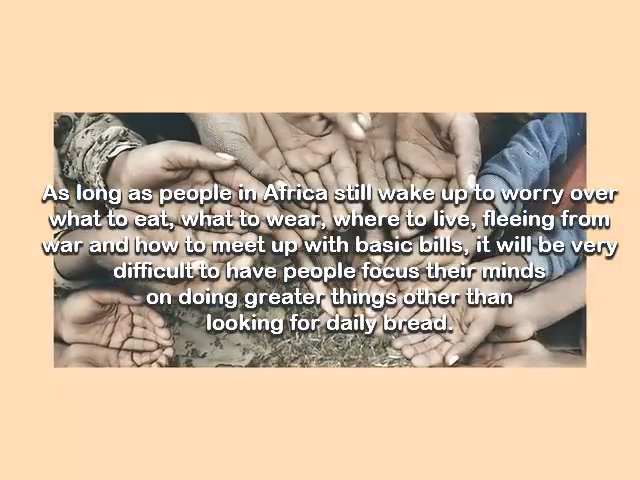 As long as people in Africa still wake up to worry over
what to eat, what to wear, where to live, fleeing from
war and how to meet up with basic bills, it will be very
difficult to have people focus their minds
on doing greater things other than
looking for daily bread.